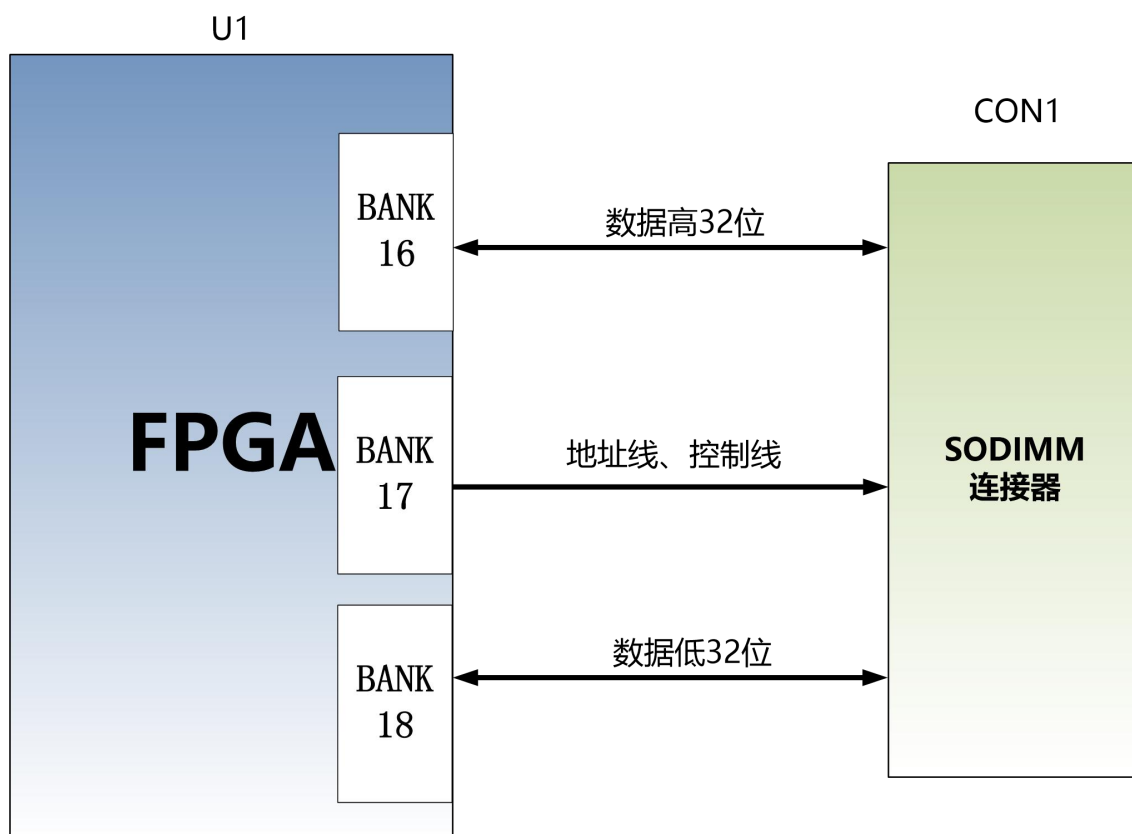 U1
CON1
BANK
16
数据高32位
FPGA
BANK
17
地址线、控制线
SODIMM
连接器
BANK
18
数据低32位